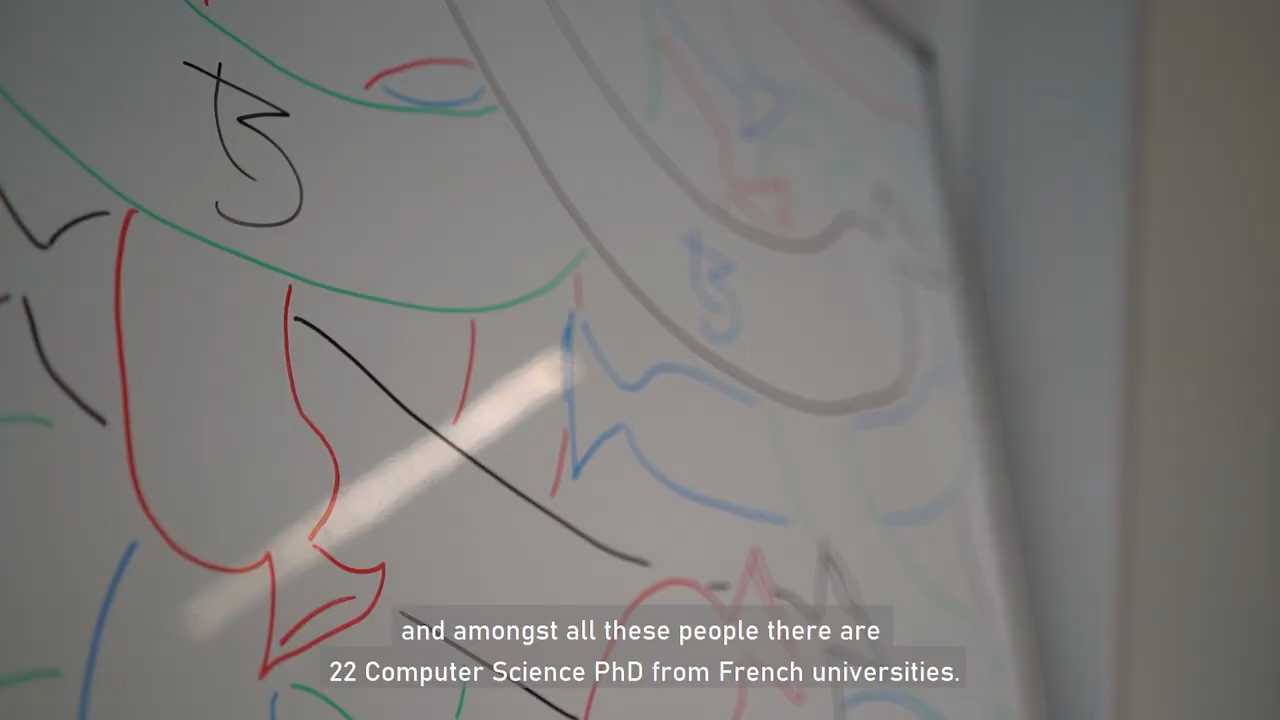 and amongst all these people there are
22 Computer Science PhD from French universities.